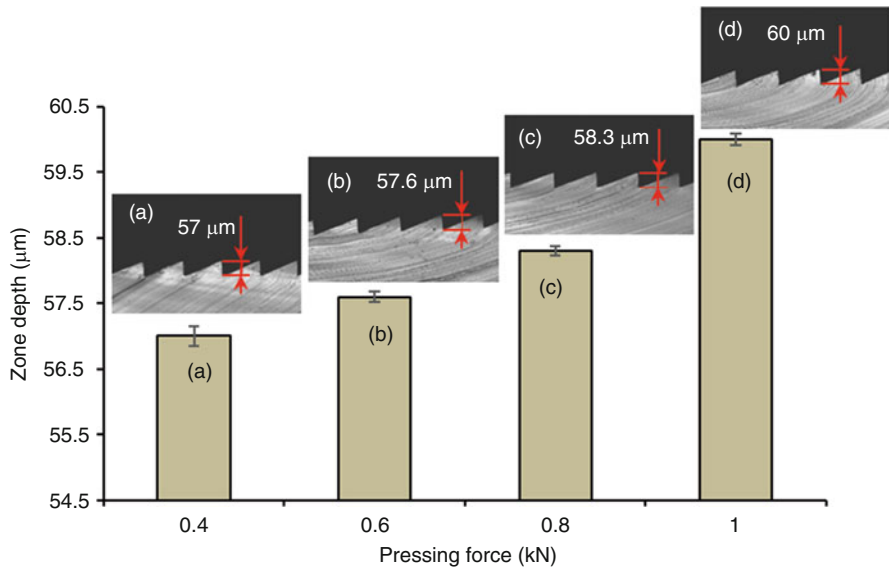 (d) 60 μm
(c) 58.3 μm
(b) 57.6 μm
(a) 57 μm
Zone depth (μm)
60.5
59.5
58.5
57.5
56.5
55.5
54.5
(a)
(b)
(c)
(d)
0.4 0.6 0.8 1
Pressing force (kN)